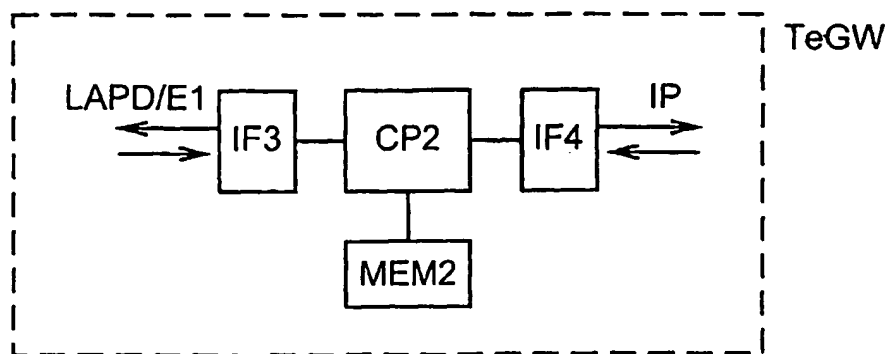 TeGW
LAPD/E1
IP
IF3
CP2
IF4
MEM2